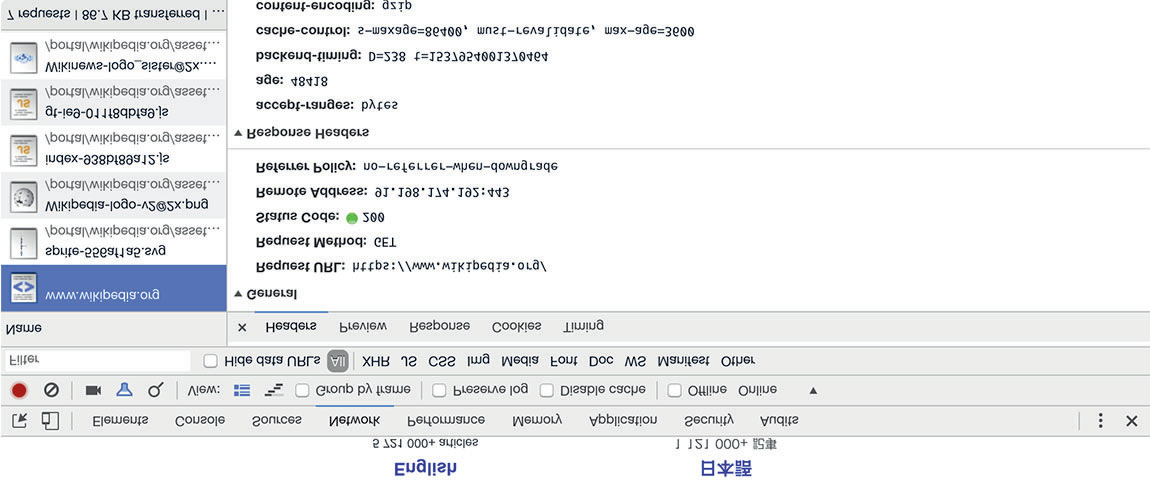 English 日本語
5 721 000+ articles 1 121 000+ 記事
Elements Console Sources Network Performance Memory Application Security Audits
View: Group by frame Preserve log Disable cache Offline Online
Filter Hide data URLs All XHR JS CSS Img Media Font Doc WS Manifest Other
Name
www.wikipedia.org
sprite-556af1a5.svg
/portal/wikipedia.org/asset…
Wikipedia-logo-v2@2x.png
/portal/wikipedia.org/asset…
index-938bf89a12.js
/portal/wikipedia.org/asset…
gt-ie9-011f8dbfa9.js
/portal/wikipedia.org/asset…
Wikinews-logo_sister@2x.…
/portal/wikipedia.org/asset…
7 requests | 86.7 KB transferred | …
× Headers Preview Response Cookies Timing
General
Request URL: https://www.wikipedia.org/
Request Method: GET
Status Code: 200
Remote Address: 91.198.174.192:443
Referrer Policy: no-referrer-when-downgrade
Response Headers
accept-ranges: bytes
age: 48418
backend-timing: D=238 t=1537954001370464
cache-control: s-maxage=86400, must-revalidate, max-age=3600
content-encoding: gzip